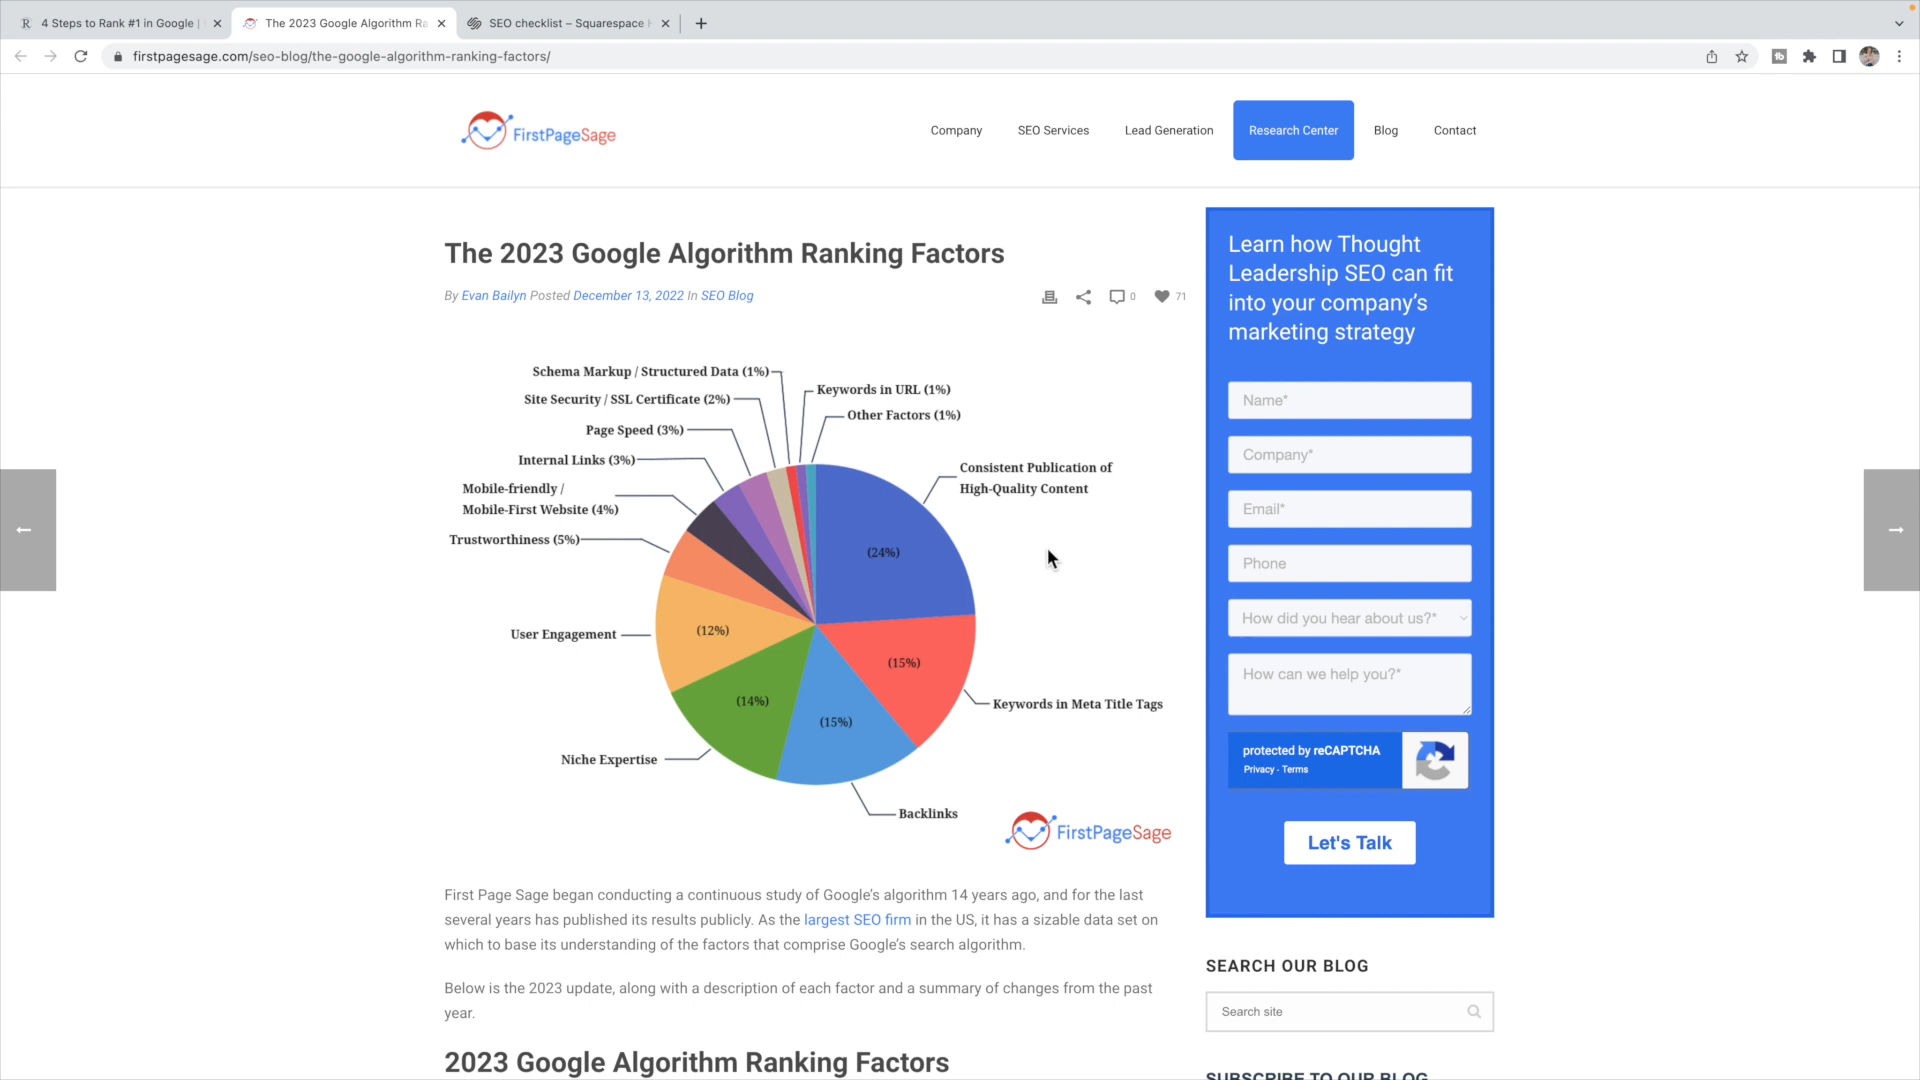 4 Steps to Rank #1 in Google |
The 2023 Google Algorithm Ra
SEO checklist – Squarespace H
firstpagesage.com/seo-blog/the-google-algorithm-ranking-factors/
FirstPageSage
Company
SEO Services
Lead Generation
Research Center
Blog
Contact
The 2023 Google Algorithm Ranking Factors
By Evan Bailyn Posted December 13, 2022 In SEO Blog
0
71
Schema Markup / Structured Data (1%)
Keywords in URL (1%)
Site Security / SSL Certificate (2%)
Other Factors (1%)
Page Speed (3%)
Internal Links (3%)
Consistent Publication of
High-Quality Content
Mobile-friendly /
Mobile-First Website (4%)
Trustworthiness (5%)
(24%)
User Engagement
(12%)
(15%)
(14%)
Keywords in Meta Title Tags
(15%)
Niche Expertise
Backlinks
FirstPageSage
First Page Sage began conducting a continuous study of Google's algorithm 14 years ago, and for the last
several years has published its results publicly. As the largest SEO firm in the US, it has a sizable data set on
which to base its understanding of the factors that comprise Google's search algorithm.
Below is the 2023 update, along with a description of each factor and a summary of changes from the past
year.
2023 Google Algorithm Ranking Factors
Learn how Thought
Leadership SEO can fit
into your company's
marketing strategy
Name*
Company*
Email*
Phone
How did you hear about us?*
How can we help you?*
protected by reCAPTCHA
Privacy - Terms
Let's Talk
SEARCH OUR BLOG
Search site
SUBSCRIBE TO OUR BLOG